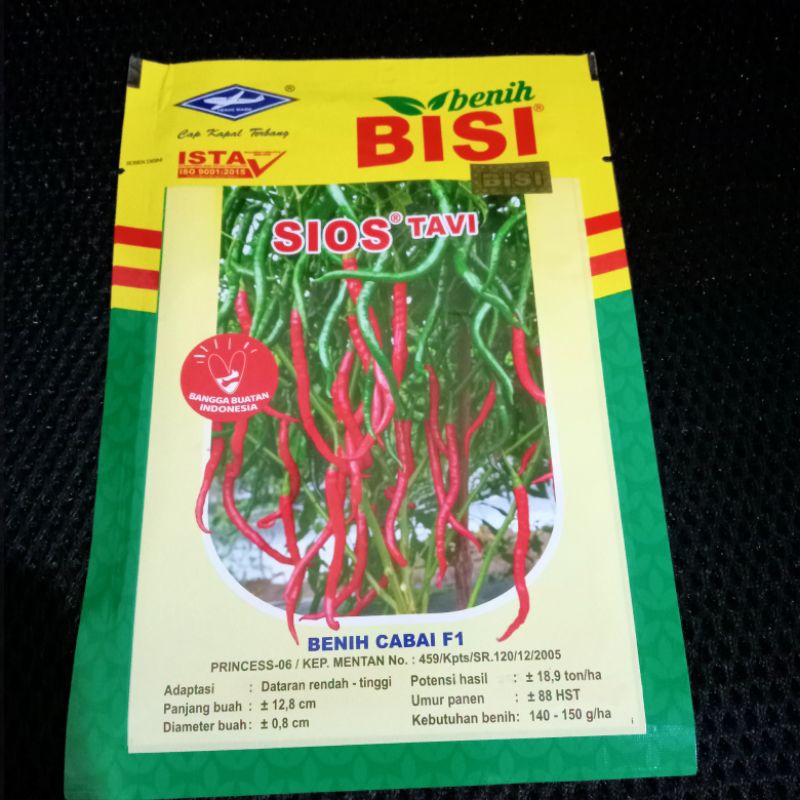 benih
BISI®
®
Cap Kapal Terbang
ISTA
ISO 9001:2015
BISI
SIOS® TAVI
BANGGA BUATAN
INDONESIA
BENIH CABAI F1
PRINCESS-06 / KEP. MENTAN No. : 459/Kpts/SR.120/12/2005
Adaptasi : Dataran rendah - tinggi
Panjang buah : ± 12,8 cm
Diameter buah : ± 0,8 cm
Potensi hasil : ± 18,9 ton/ha
Umur panen : ± 88 HST
Kebutuhan benih : 140 - 150 g/ha